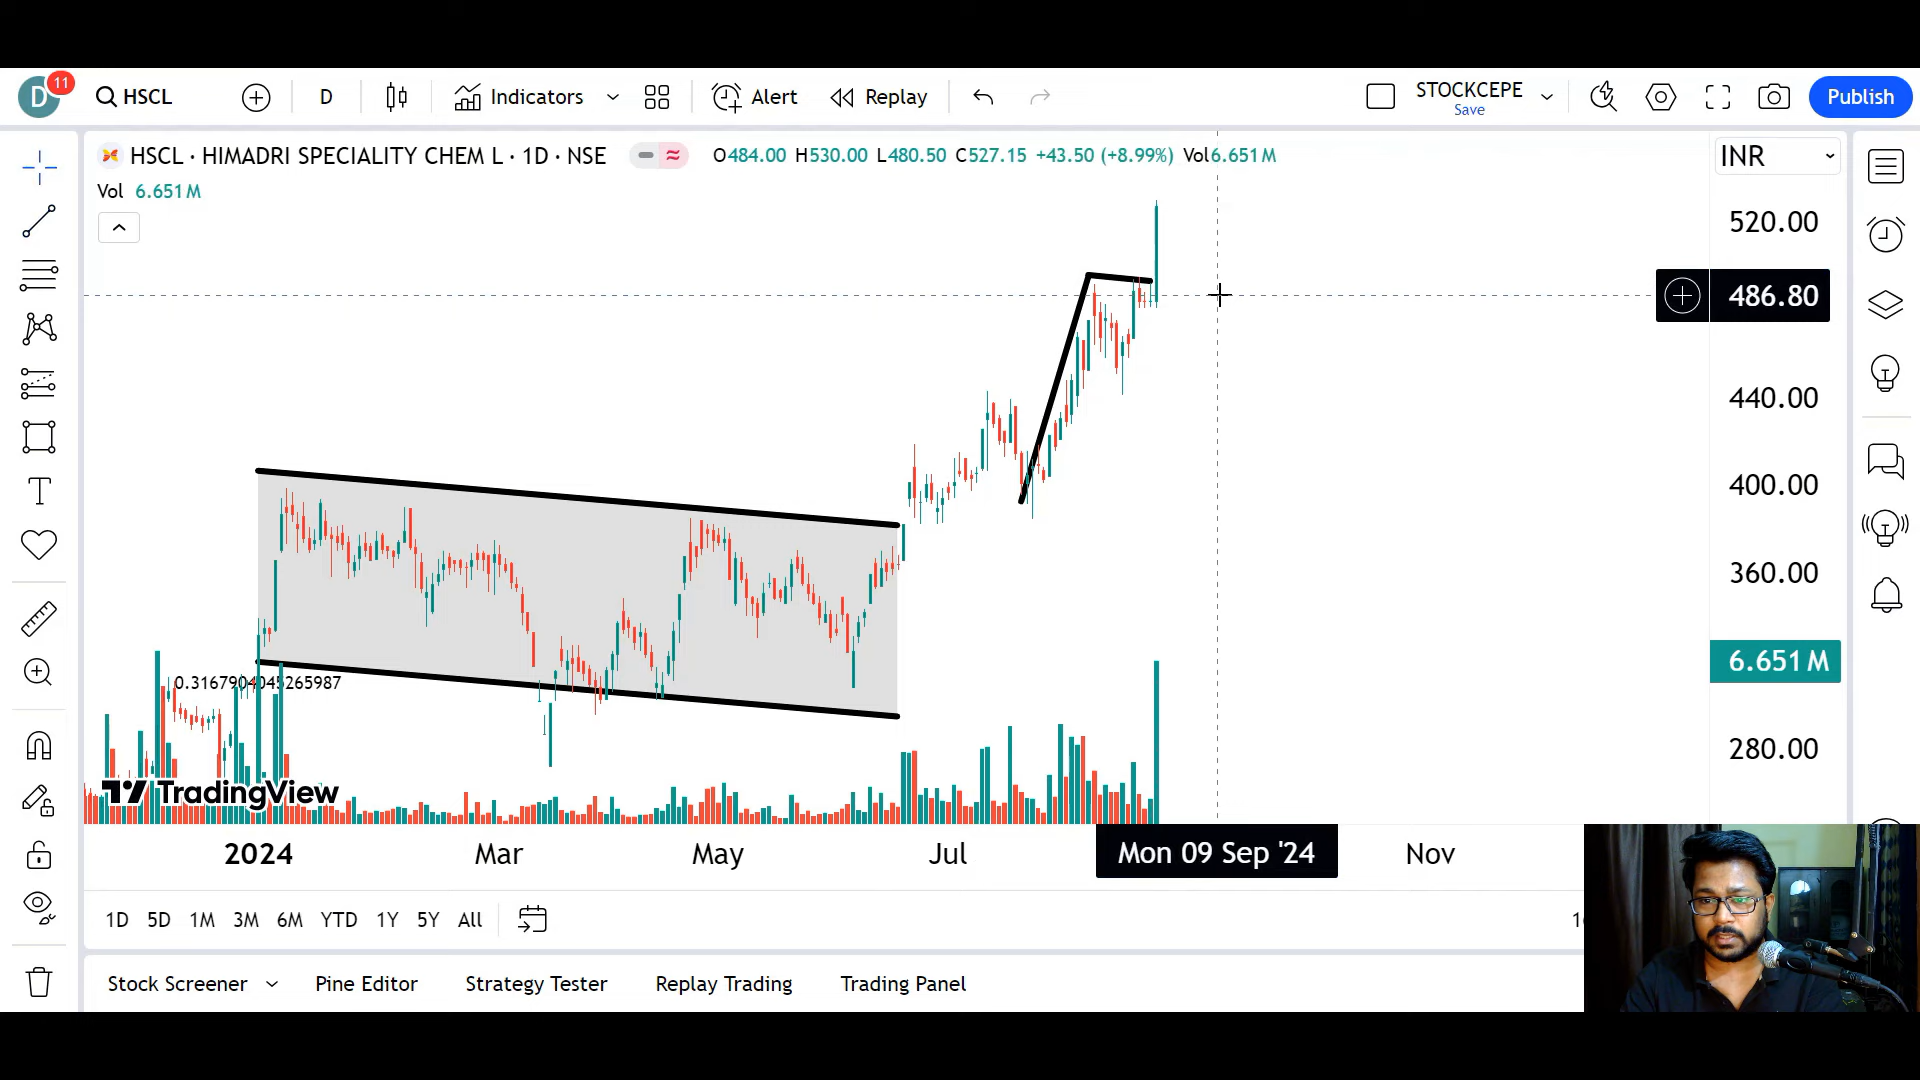 D
11
HSCL
D
Indicators
Alert
Replay
STOCKCEPE
Save
Publish
HSCL · HIMADRI SPECIALITY CHEM L · 1D · NSE
O484.00 H530.00 L480.50 C527.15 +43.50 (+8.99%) Vol6.651 M
INR
Vol 6.651 M
520.00
486.80
440.00
400.00
360.00
6.651 M
0.3167904045265987
280.00
TradingView
2024
Mar
May
Jul
Mon 09 Sep '24
Nov
1D 5D 1M 3M 6M YTD 1Y 5Y All
Stock Screener
Pine Editor
Strategy Tester
Replay Trading
Trading Panel